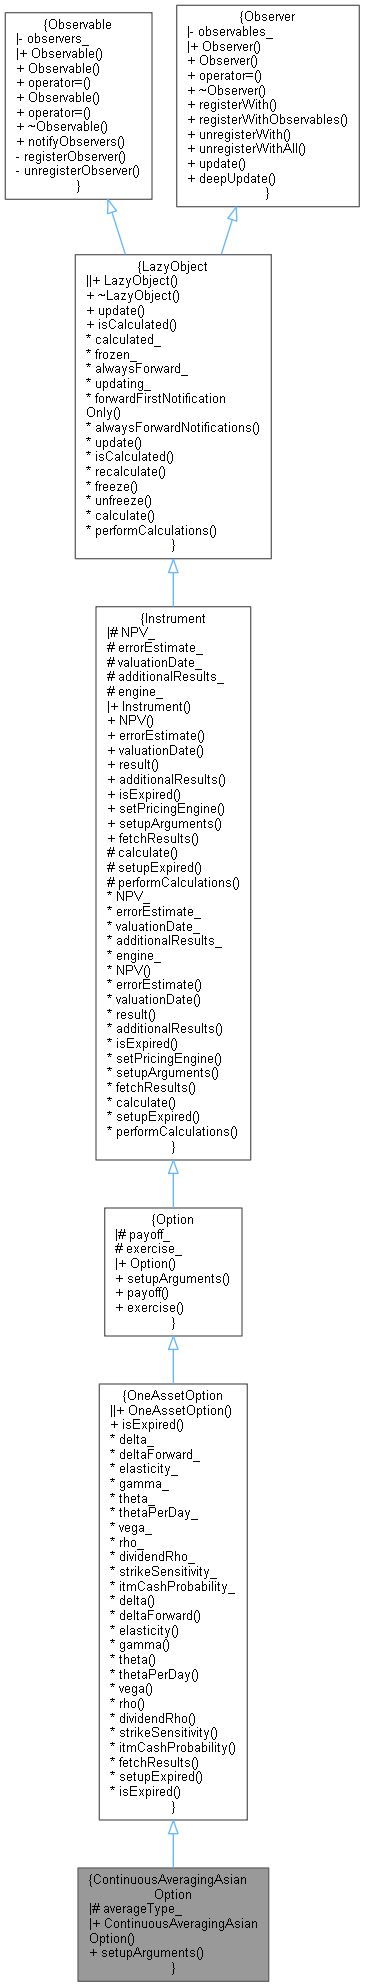 {Observable
|- observers_
|+ Observable()
+ Observable()
+ operator=()
+ Observable()
+ operator=()
+ ~Observable()
+ notifyObservers()
- registerObserver()
- unregisterObserver()
}
{Observer
|- observables_
|+ Observer()
+ Observer()
+ operator=()
+ ~Observer()
+ registerWith()
+ registerWithObservables()
+ unregisterWith()
+ unregisterWithAll()
+ update()
+ deepUpdate()
}
{LazyObject
||+ LazyObject()
+ ~LazyObject()
+ update()
+ isCalculated()
* calculated_
* frozen_
* alwaysForward_
* updating_
* forwardFirstNotification
Only()
* alwaysForwardNotifications()
* update()
* isCalculated()
* recalculate()
* freeze()
* unfreeze()
* calculate()
* performCalculations()
}
{Instrument
|# NPV_
# errorEstimate_
# valuationDate_
# additionalResults_
# engine_
|+ Instrument()
+ NPV()
+ errorEstimate()
+ valuationDate()
+ result()
+ additionalResults()
+ isExpired()
+ setPricingEngine()
+ setupArguments()
+ fetchResults()
# calculate()
# setupExpired()
# performCalculations()
* NPV_
* errorEstimate_
* valuationDate_
* additionalResults_
* engine_
* NPV()
* errorEstimate()
* valuationDate()
* result()
* additionalResults()
* isExpired()
* setPricingEngine()
* setupArguments()
* fetchResults()
* calculate()
* setupExpired()
* performCalculations()
}
{Option
|# payoff_
# exercise_
|+ Option()
+ setupArguments()
+ payoff()
+ exercise()
}
{OneAssetOption
||+ OneAssetOption()
+ isExpired()
* delta_
* deltaForward_
* elasticity_
* gamma_
* theta_
* thetaPerDay_
* vega_
* rho_
* dividendRho_
* strikeSensitivity_
* itmCashProbability_
* delta()
* deltaForward()
* elasticity()
* gamma()
* theta()
* thetaPerDay()
* vega()
* rho()
* dividendRho()
* strikeSensitivity()
* itmCashProbability()
* fetchResults()
* setupExpired()
* isExpired()
}
{ContinuousAveragingAsian
Option
|# averageType_
|+ ContinuousAveragingAsian
Option()
+ setupArguments()
}